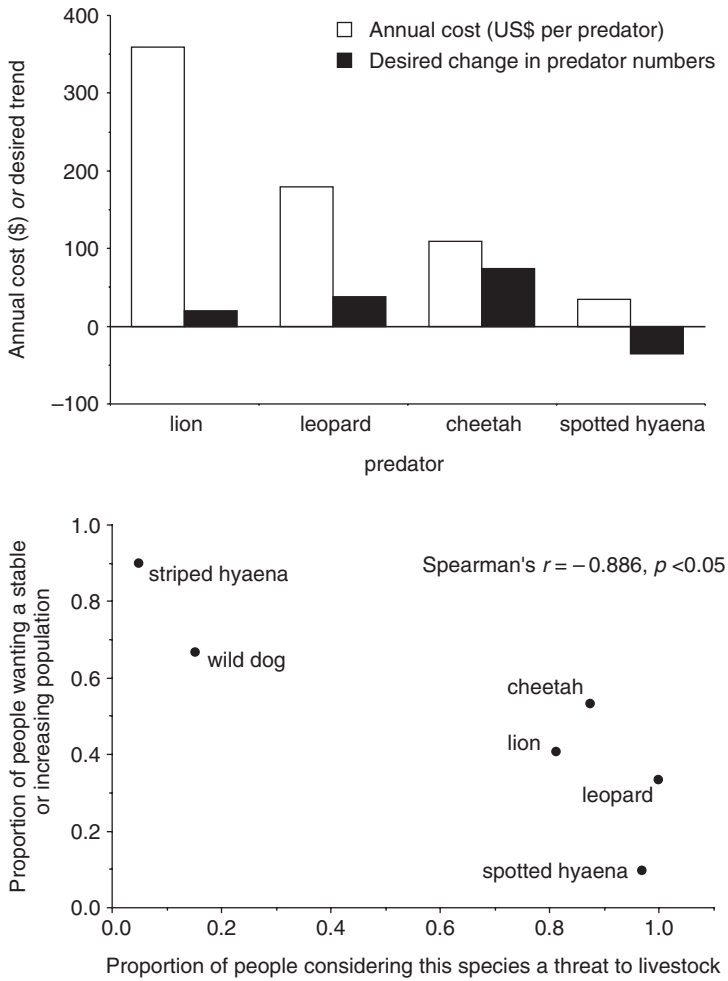 Annual cost ($) or desired trend
400
300
200
100
0
–100
Annual cost (US$ per predator)
Desired change in predator numbers
lion leopard cheetah spotted hyaena
predator
Proportion of people wanting a stable
or increasing population
1.0
0.8
0.6
0.4
0.2
0.0
Spearman's r = – 0.886, p <0.05
striped hyaena
wild dog
cheetah
lion
leopard
spotted hyaena
0.0 0.2 0.4 0.6 0.8 1.0
Proportion of people considering this species a threat to livestock